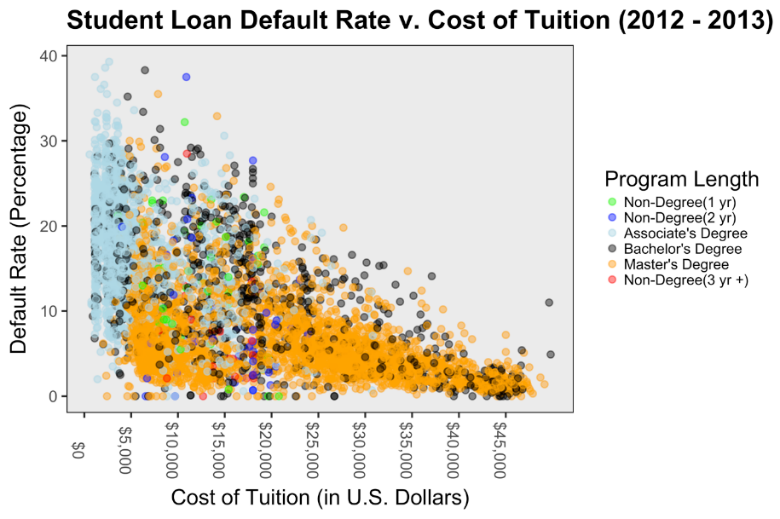 Student Loan Default Rate v. Cost of Tuition (2012 - 2013)
Default Rate (Percentage)
40
30
20
10
0
$0
$5,000
$10,000
$15,000
$20,000
$25,000
$30,000
$35,000
$40,000
$45,000
Cost of Tuition (in U.S. Dollars)
Program Length
Non-Degree(1 yr)
Non-Degree(2 yr)
Associate's Degree
Bachelor's Degree
Master's Degree
Non-Degree(3 yr +)